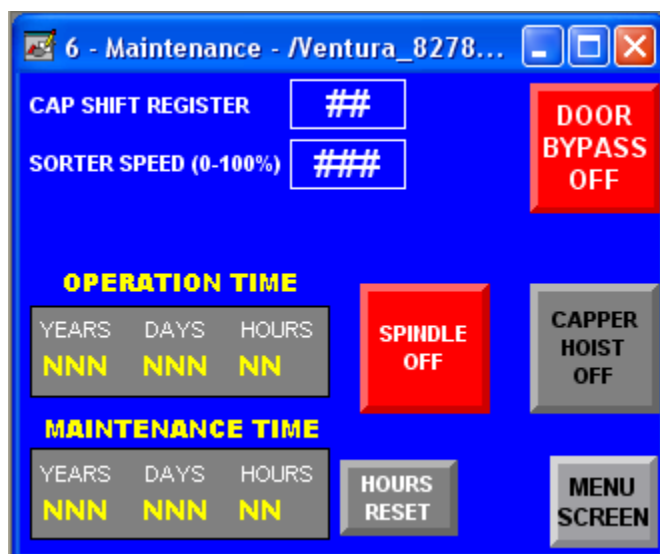 6 - Maintenance - /Ventura_8278...
CAP SHIFT REGISTER
##
SORTER SPEED (0-100%)
###
DOOR
BYPASS
OFF
OPERATION TIME
YEARS DAYS HOURS
NNN NNN NN
SPINDLE
OFF
CAPPER
HOIST
OFF
MAINTENANCE TIME
YEARS DAYS HOURS
NNN NNN NN
HOURS
RESET
MENU
SCREEN